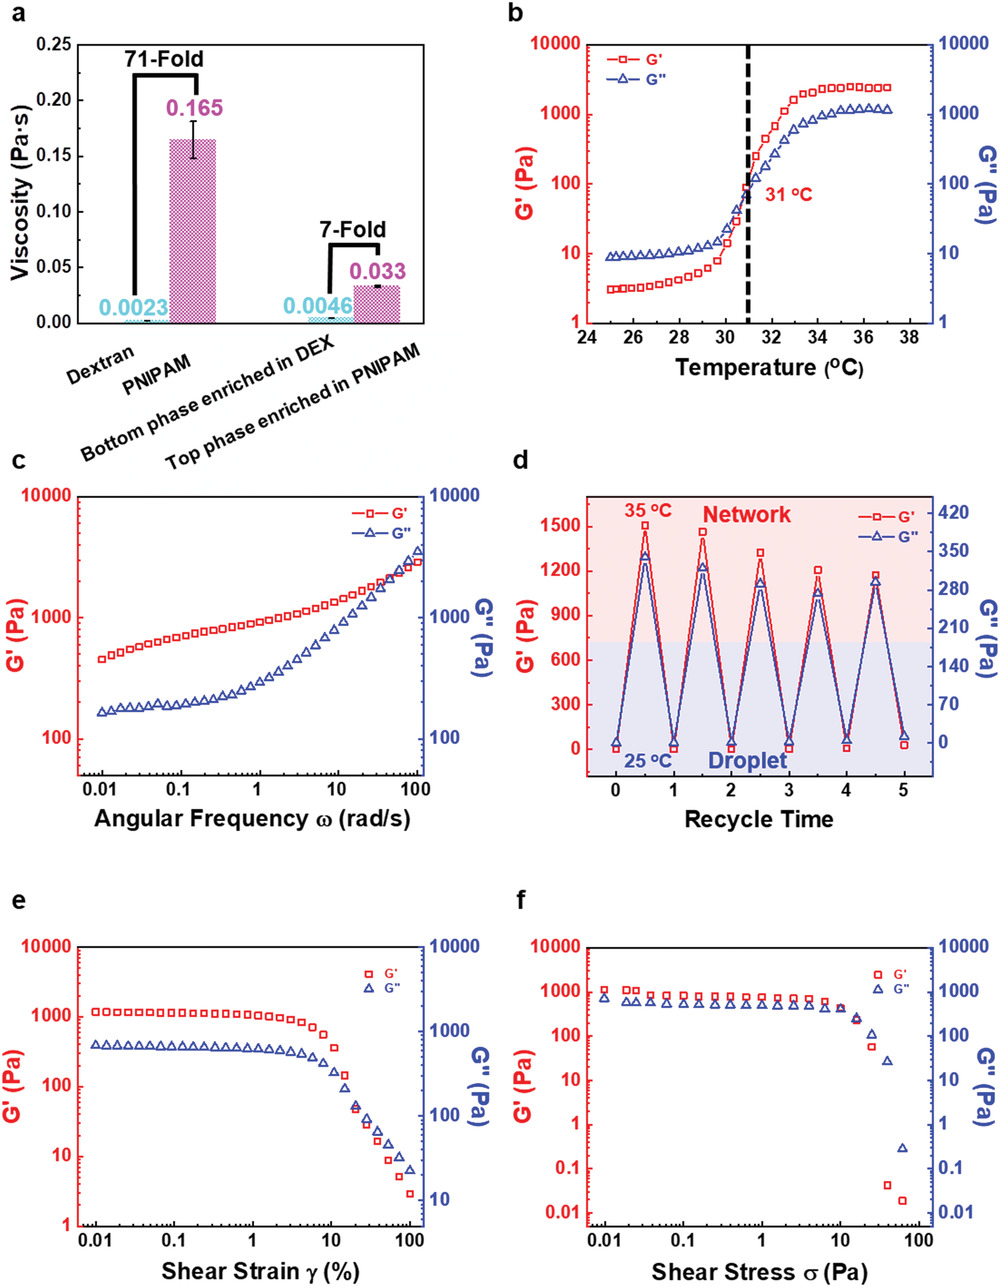 a
0.25
0.20
0.15
0.10
0.05
0.00
Viscosity (Pa·s)
71-Fold
0.165
0.0023
7-Fold
0.033
0.0046
Dextran
PNIPAM
Bottom phase enriched in DEX
Top phase enriched in PNIPAM
b
10000
1000
100
10
1
G' (Pa)
G'
G''
31 °C
10000
1000
100
10
1
G'' (Pa)
24 26 28 30 32 34 36 38
Temperature (°C)
c
10000
1000
100
G' (Pa)
G'
G''
10000
1000
100
G'' (Pa)
0.01 0.1 1 10 100
Angular Frequency ω (rad/s)
d
1500
1200
900
600
300
0
G' (Pa)
35 °C
Network
G'
G''
25 °C
Droplet
420
350
280
210
140
70
0
G'' (Pa)
0 1 2 3 4 5
Recycle Time
e
10000
1000
100
10
1
G' (Pa)
G'
G''
10000
1000
100
10
G'' (Pa)
0.01 0.1 1 10 100
Shear Strain γ (%)
f
10000
1000
100
10
1
0.1
0.01
G' (Pa)
G'
G''
10000
1000
100
10
1
0.1
0.01
G'' (Pa)
0.01 0.1 1 10 100
Shear Stress σ (Pa)